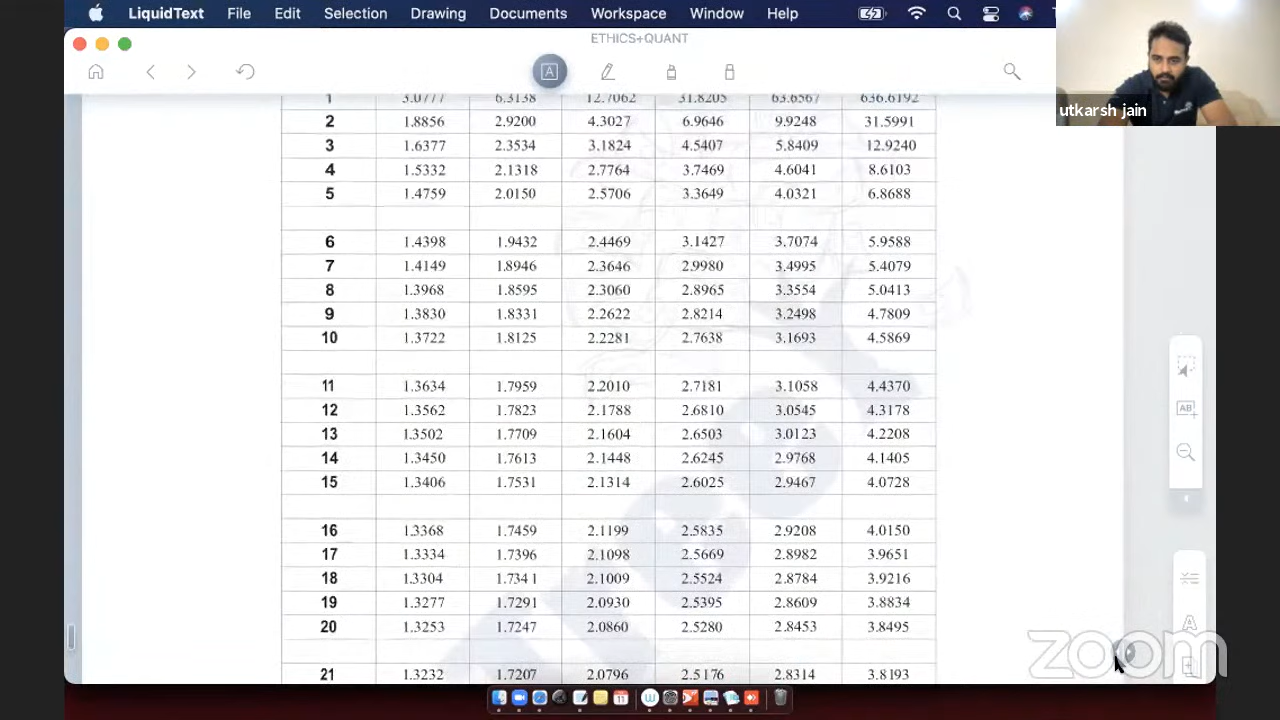 LiquidText File Edit Selection Drawing Documents Workspace Window Help
ETHICS+QUANT
utkarsh jain
1 3.0777 6.3138 12.7062 31.8205 63.6567 636.6192
2 1.8856 2.9200 4.3027 6.9646 9.9248 31.5991
3 1.6377 2.3534 3.1824 4.5407 5.8409 12.9240
4 1.5332 2.1318 2.7764 3.7469 4.6041 8.6103
5 1.4759 2.0150 2.5706 3.3649 4.0321 6.8688
6 1.4398 1.9432 2.4469 3.1427 3.7074 5.9588
7 1.4149 1.8946 2.3646 2.9980 3.4995 5.4079
8 1.3968 1.8595 2.3060 2.8965 3.3554 5.0413
9 1.3830 1.8331 2.2622 2.8214 3.2498 4.7809
10 1.3722 1.8125 2.2281 2.7638 3.1693 4.5869
11 1.3634 1.7959 2.2010 2.7181 3.1058 4.4370
12 1.3562 1.7823 2.1788 2.6810 3.0545 4.3178
13 1.3502 1.7709 2.1604 2.6503 3.0123 4.2208
14 1.3450 1.7613 2.1448 2.6245 2.9768 4.1405
15 1.3406 1.7531 2.1314 2.6025 2.9467 4.0728
16 1.3368 1.7459 2.1199 2.5835 2.9208 4.0150
17 1.3334 1.7396 2.1098 2.5669 2.8982 3.9651
18 1.3304 1.7341 2.1009 2.5524 2.8784 3.9216
19 1.3277 1.7291 2.0930 2.5395 2.8609 3.8834
20 1.3253 1.7247 2.0860 2.5280 2.8453 3.8495
21 1.3232 1.7207 2.0796 2.5176 2.8314 3.8193
zoom